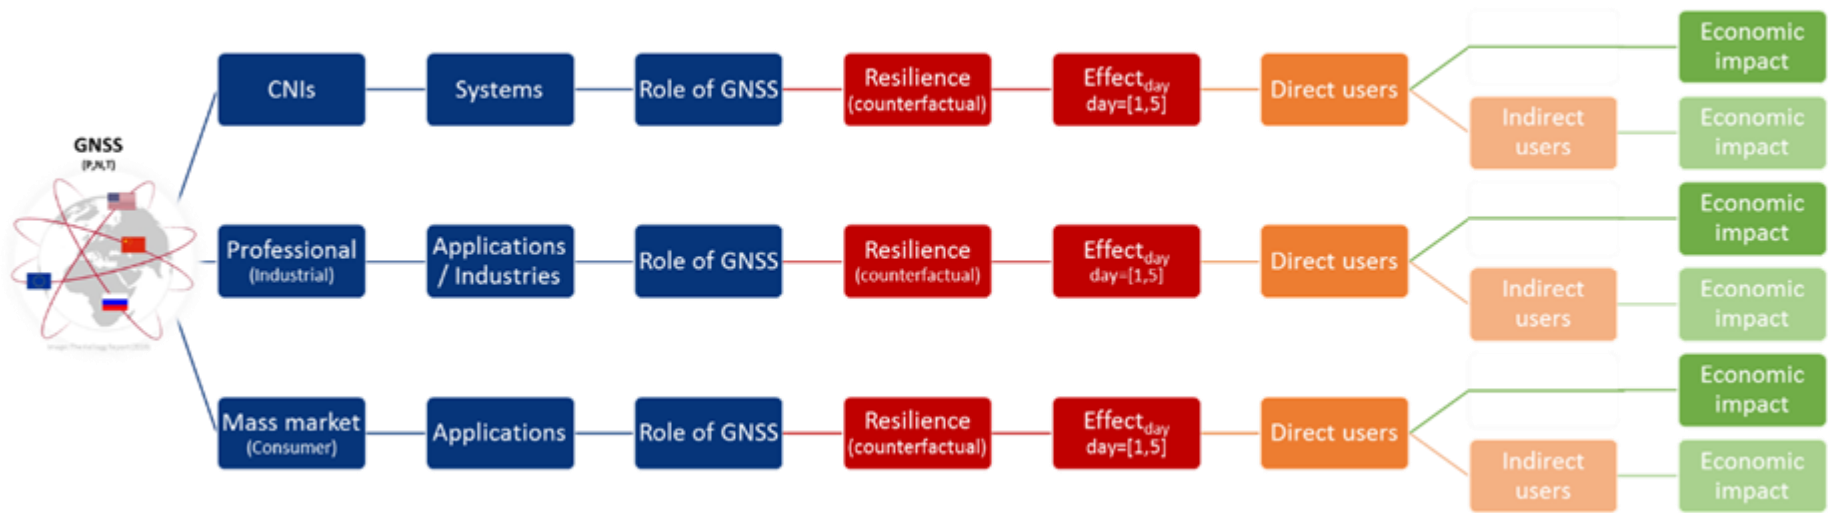 GNSS
(P,N,T)
CNIs
Systems
Role of GNSS
Resilience
(counterfactual)
Effectday
day=[1,5]
Direct users
Economic
impact
Indirect
users
Economic
impact
Professional
(Industrial)
Applications
/ Industries
Role of GNSS
Resilience
(counterfactual)
Effectday
day=[1,5]
Direct users
Economic
impact
Indirect
users
Economic
impact
Mass market
(Consumer)
Applications
Role of GNSS
Resilience
(counterfactual)
Effectday
day=[1,5]
Direct users
Economic
impact
Indirect
users
Economic
impact